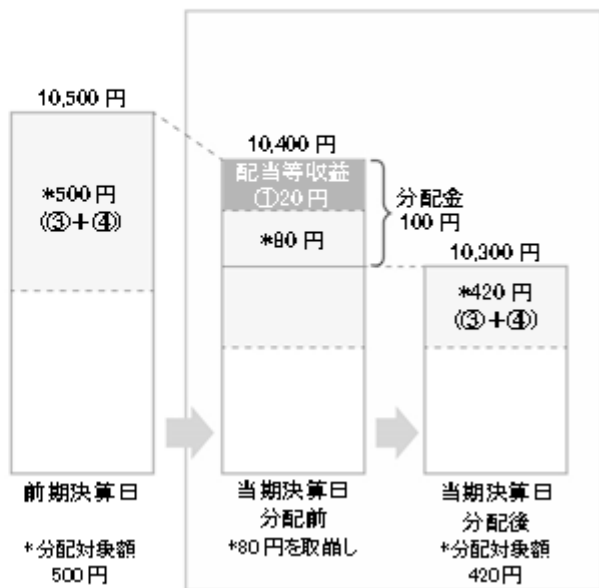 10,500 円
*500 円
(③+④)
前期決算日
*分配対象額
500 円
10,400 円
配当等収益
①20 円
*80 円
分配金
100 円
当期決算日
分配前
*80 円を取崩し
10,300 円
*420 円
(③+④)
当期決算日
分配後
*分配対象額
420円